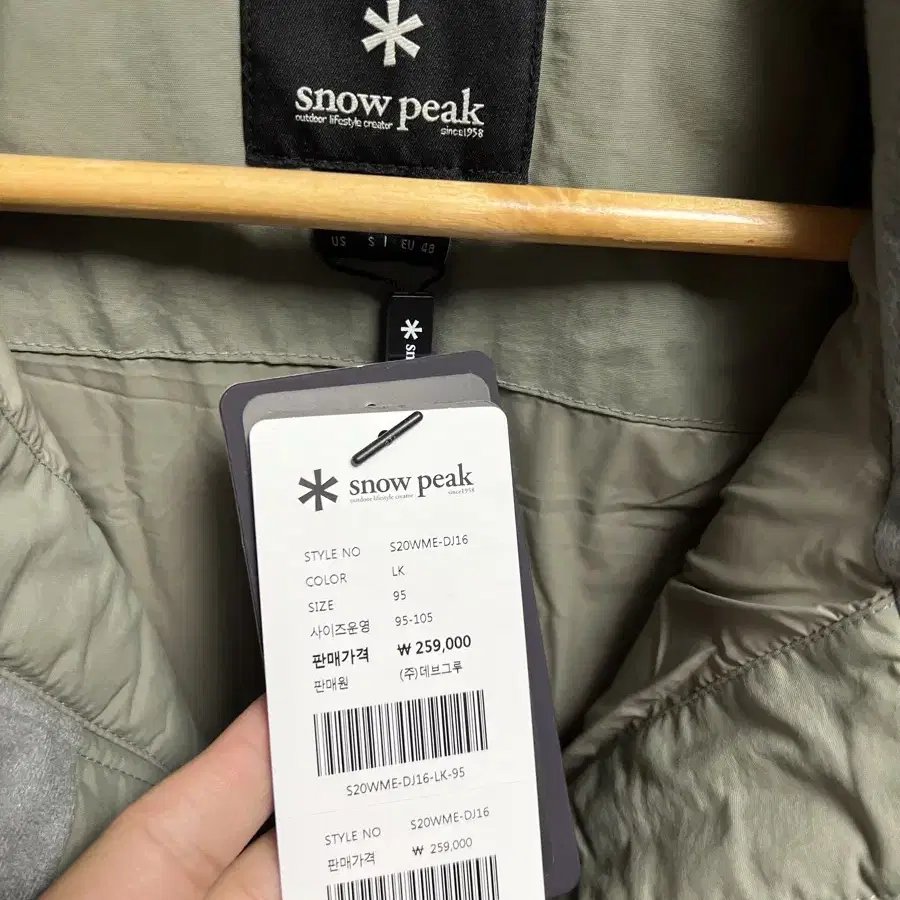 snow peak
outdoor lifestyle creator
since1958
US S | EU 48
snow peak
outdoor lifestyle creator
since1958
STYLE NO S20WME-DJ16
COLOR LK
SIZE 95
사이즈운영 95-105
판매가격 ₩ 259,000
판매원 (주)데브그루
S20WME-DJ16-LK-95
STYLE NO S20WME-DJ16
판매가격 ₩ 259,000